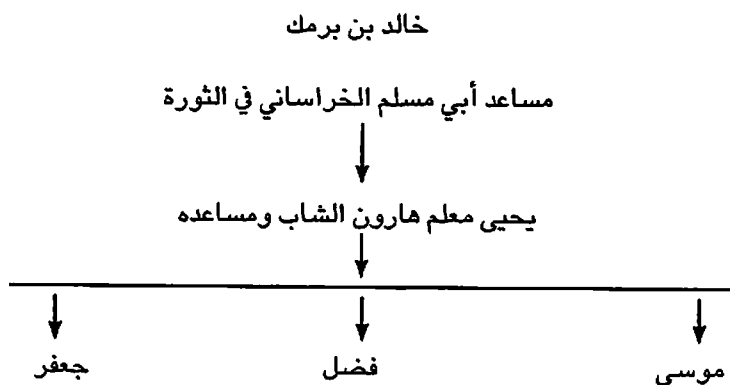 خالد بن برمك
مساعد أبي مسلم الخراساني في الثورة
يحيى معلم هارون الشاب ومساعده
موسى فضل جعفر